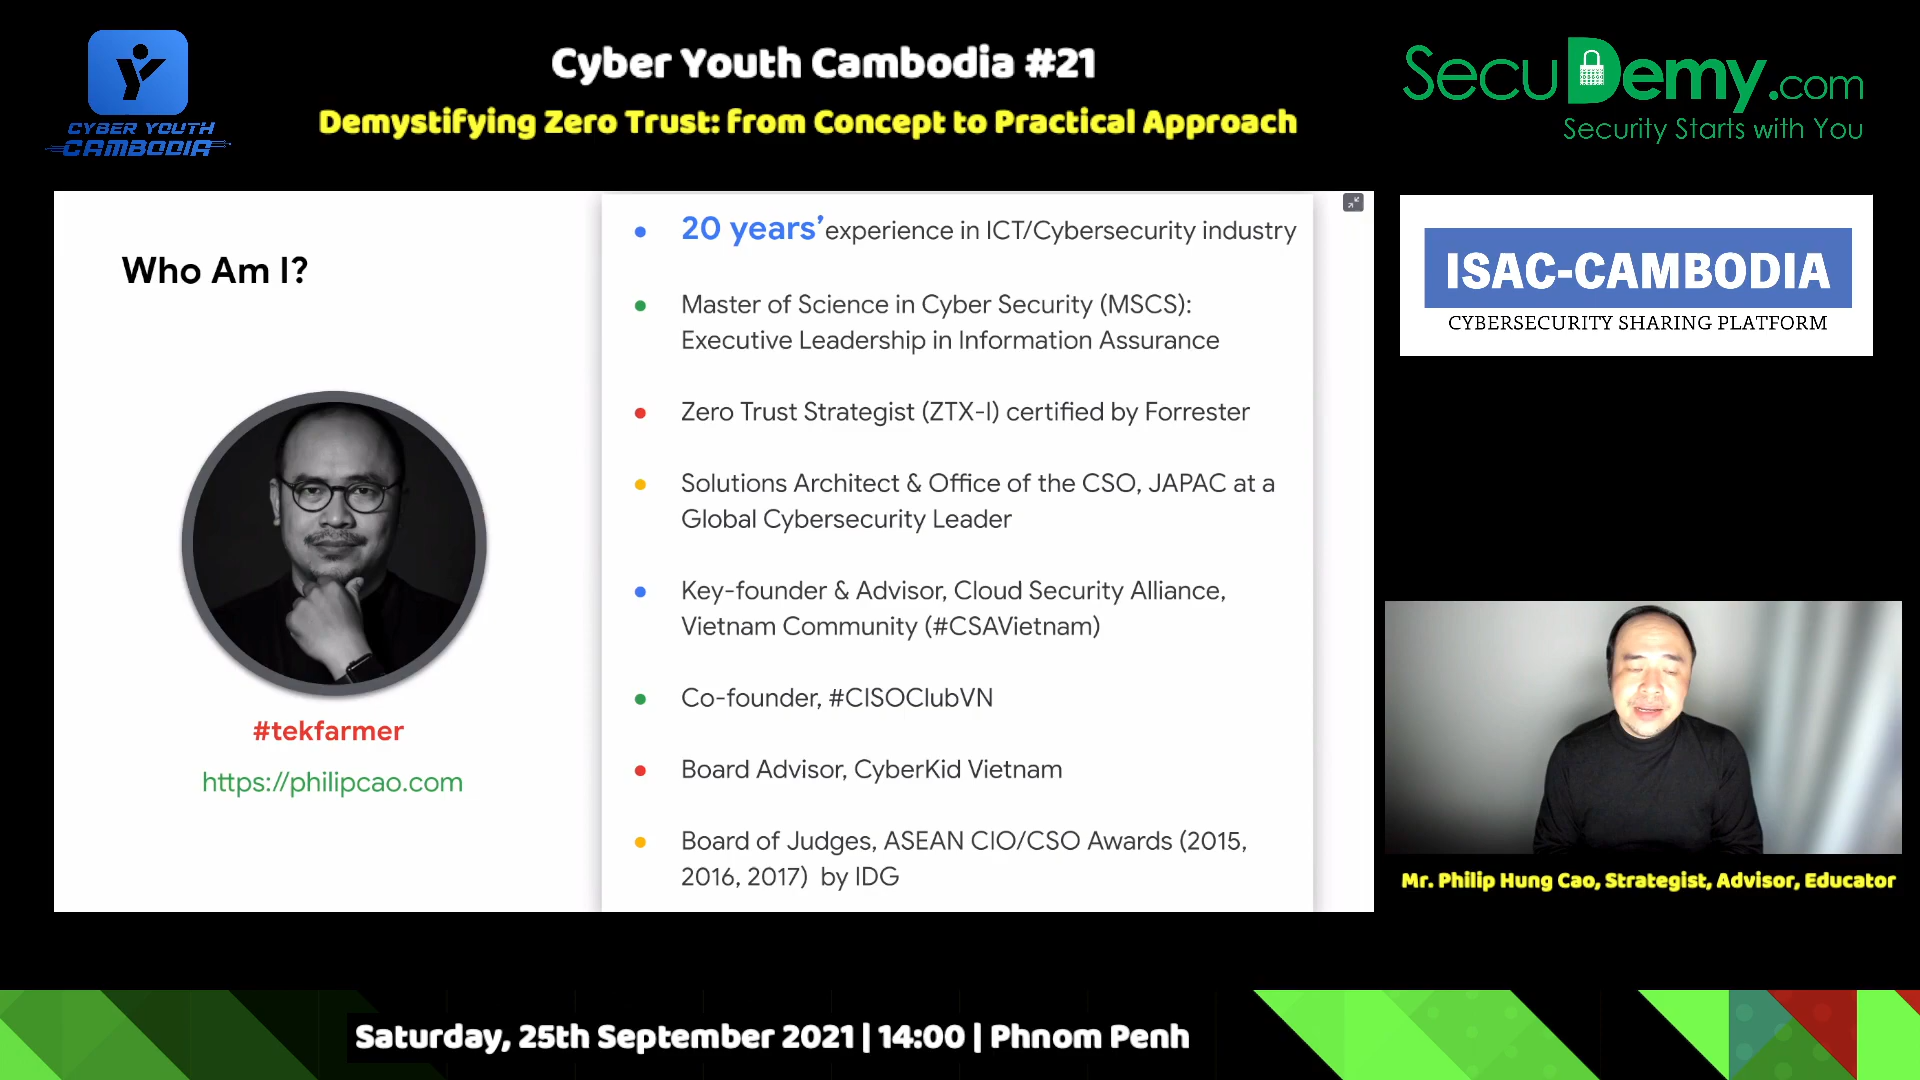 Cyber Youth Cambodia #21
Demystifying Zero Trust: from Concept to Practical Approach
CYBER YOUTH
CAMBODIA
SecuDemy.com
Security Starts with You
Who Am I?
#tekfarmer
https://philipcao.com
20 years' experience in ICT/Cybersecurity industry
Master of Science in Cyber Security (MSCS):
Executive Leadership in Information Assurance
Zero Trust Strategist (ZTX-I) certified by Forrester
Solutions Architect & Office of the CSO, JAPAC at a
Global Cybersecurity Leader
Key-founder & Advisor, Cloud Security Alliance,
Vietnam Community (#CSAVietnam)
Co-founder, #CISOClubVN
Board Advisor, CyberKid Vietnam
Board of Judges, ASEAN CIO/CSO Awards (2015,
2016, 2017) by IDG
ISAC-CAMBODIA
CYBERSECURITY SHARING PLATFORM
Mr. Philip Hung Cao, Strategist, Advisor, Educator
Saturday, 25th September 2021 | 14:00 | Phnom Penh